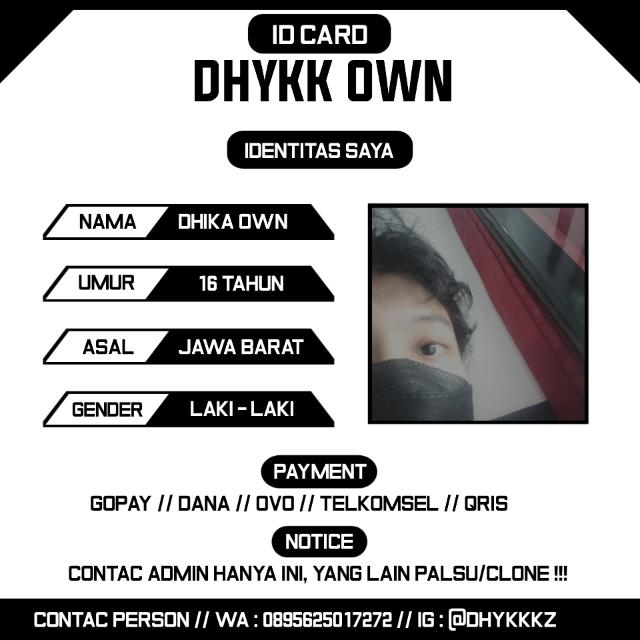 ID CARD
DHYKK OWN
IDENTITAS SAYA
NAMA DHIKA OWN
UMUR 16 TAHUN
ASAL JAWA BARAT
GENDER LAKI - LAKI
PAYMENT
GOPAY // DANA // OVO // TELKOMSEL // QRIS
NOTICE
CONTAC ADMIN HANYA INI, YANG LAIN PALSU/CLONE !!!
CONTAC PERSON // WA : 0895625017272 // IG : @DHYKKKZ